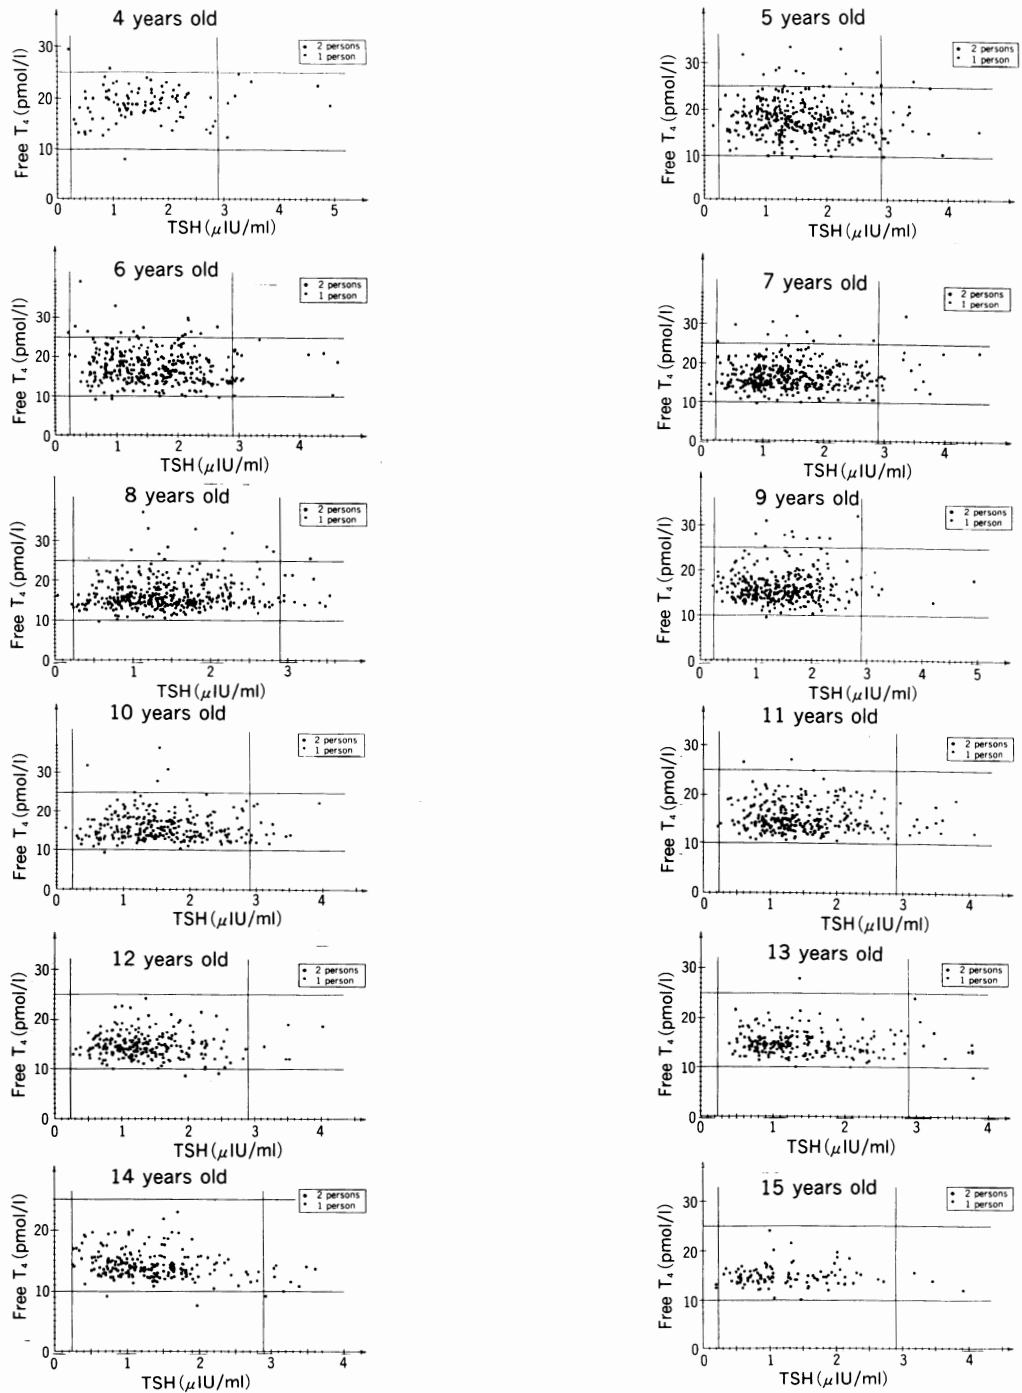 4 years old
• 2 persons
• 1 person
Free T₄ (pmol/l)
30
20
10
0
0 1 2 3 4 5
TSH (μIU/ml)
5 years old
• 2 persons
• 1 person
Free T₄ (pmol/l)
30
20
10
0
0 1 2 3 4
TSH (μIU/ml)
6 years old
• 2 persons
• 1 person
Free T₄ (pmol/l)
30
20
10
0
0 1 2 3 4
TSH (μIU/ml)
7 years old
• 2 persons
• 1 person
Free T₄ (pmol/l)
30
20
10
0
0 1 2 3 4
TSH (μIU/ml)
8 years old
• 2 persons
• 1 person
Free T₄ (pmol/l)
30
20
10
0
0 1 2 3
TSH (μIU/ml)
9 years old
• 2 persons
• 1 person
Free T₄ (pmol/l)
30
20
10
0
0 1 2 3 4 5
TSH (μIU/ml)
10 years old
• 2 persons
• 1 person
Free T₄ (pmol/l)
30
20
10
0
0 1 2 3 4
TSH (μIU/ml)
11 years old
• 2 persons
• 1 person
Free T₄ (pmol/l)
30
20
10
0
0 1 2 3 4
TSH (μIU/ml)
12 years old
• 2 persons
• 1 person
Free T₄ (pmol/l)
30
20
10
0
0 1 2 3 4
TSH (μIU/ml)
13 years old
• 2 persons
• 1 person
Free T₄ (pmol/l)
30
20
10
0
0 1 2 3 4
TSH (μIU/ml)
14 years old
• 2 persons
• 1 person
Free T₄ (pmol/l)
20
10
0
0 1 2 3 4
TSH (μIU/ml)
15 years old
• 2 persons
• 1 person
Free T₄ (pmol/l)
30
20
10
0
0 1 2 3 4
TSH (μIU/ml)